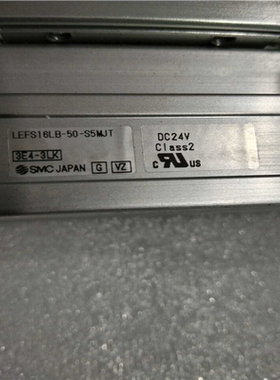 LEFS16LB-50-S5MJT
3E4-3LK
SMC JAPAN G VZ
DC24V
Class2
C US